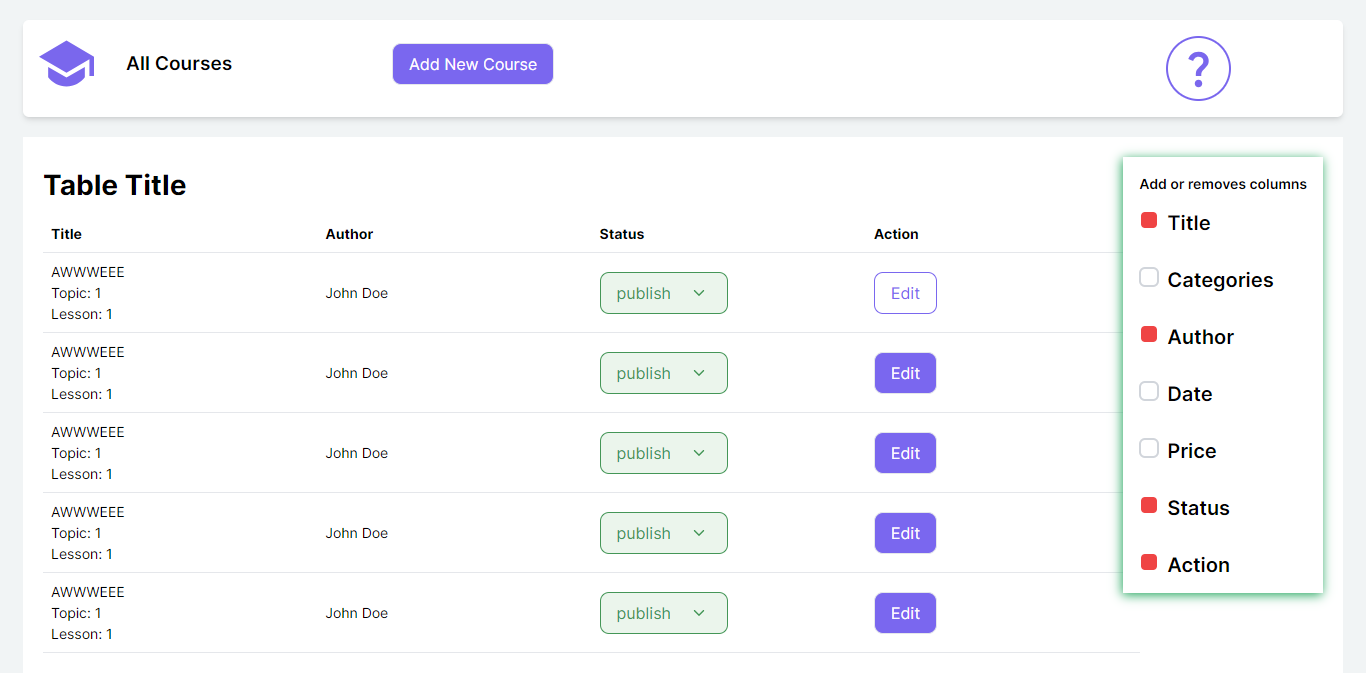 All Courses
Add New Course
?
Table Title
Title Author Status Action
AWWWEEE
Topic: 1
Lesson: 1
John Doe
publish
Edit
AWWWEEE
Topic: 1
Lesson: 1
John Doe
publish
Edit
AWWWEEE
Topic: 1
Lesson: 1
John Doe
publish
Edit
AWWWEEE
Topic: 1
Lesson: 1
John Doe
publish
Edit
AWWWEEE
Topic: 1
Lesson: 1
John Doe
publish
Edit
Add or removes columns
Title
Categories
Author
Date
Price
Status
Action